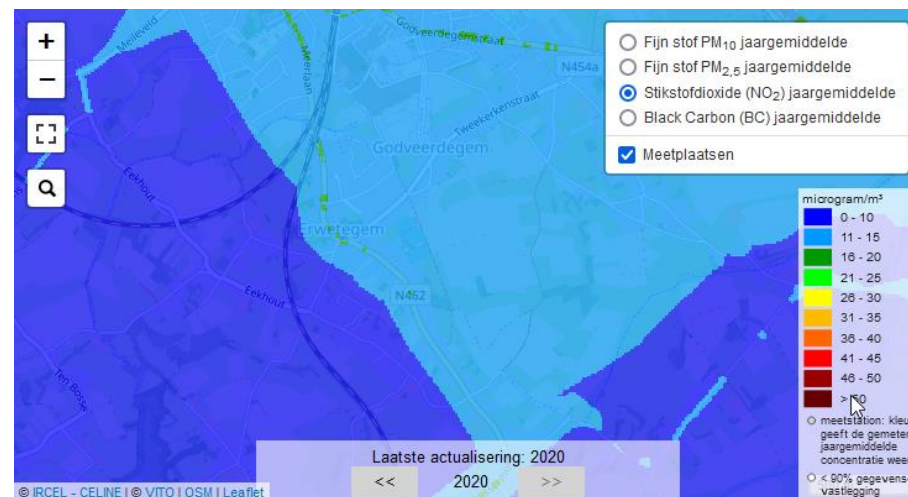 +
−
Meileveld
Meerlaan
Godveerdegemstraat
N454a
Tweekerkenstraat
Godveerdegem
Eekhout
Erwetegem
Eekhout
N462
Ten Bosse
Fijn stof PM10 jaargemiddelde
Fijn stof PM2,5 jaargemiddelde
Stikstofdioxide (NO2) jaargemiddelde
Black Carbon (BC) jaargemiddelde
Meetplaatsen
microgram/m³
0 - 10
11 - 15
16 - 20
21 - 25
26 - 30
31 - 35
36 - 40
41 - 45
46 - 50
> 50
meetstation: kleu
geeft de gemeten
jaargemiddelde
concentratie wee
< 90% gegevens-
vastlegging
Laatste actualisering: 2020
<< 2020 >>
© IRCEL - CELINE | © VITO | OSM | Leaflet